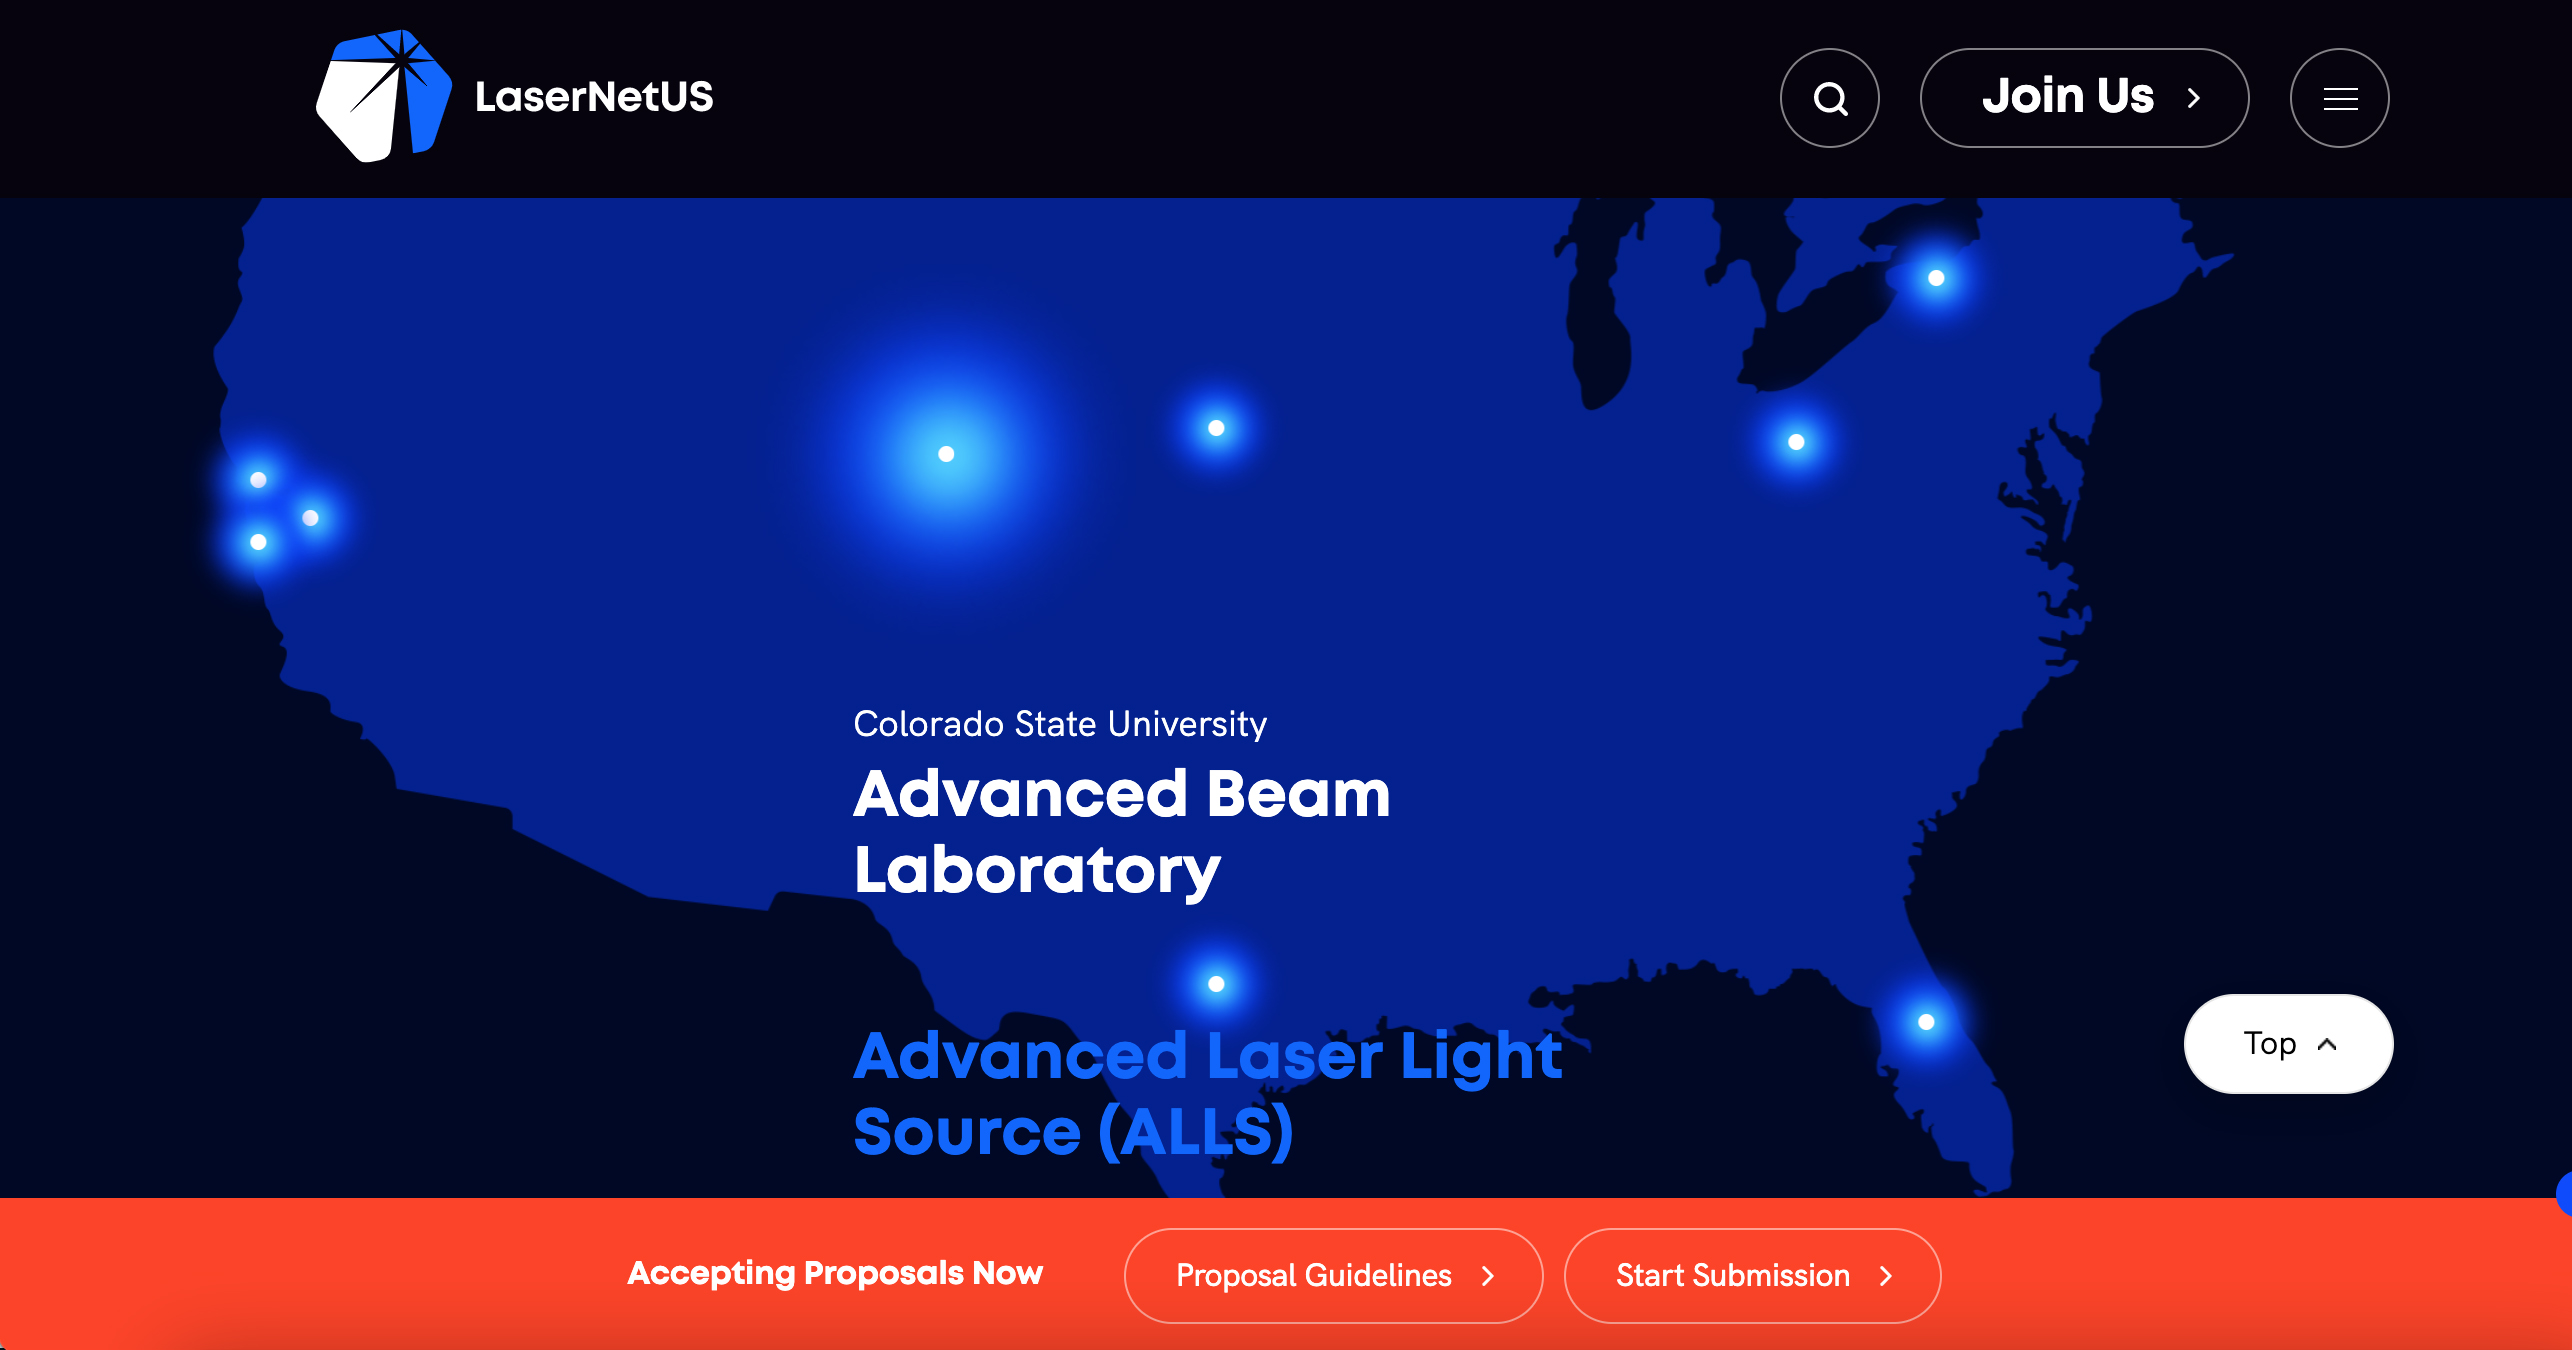 LaserNetUS
Join Us
Colorado State University
Advanced Beam
Laboratory
Advanced Laser Light
Source (ALLS)
Top
Accepting Proposals Now
Proposal Guidelines
Start Submission